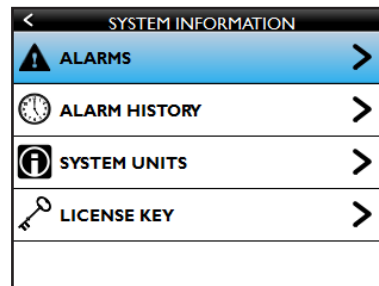 SYSTEM INFORMATION
ALARMS
ALARM HISTORY
SYSTEM UNITS
LICENSE KEY